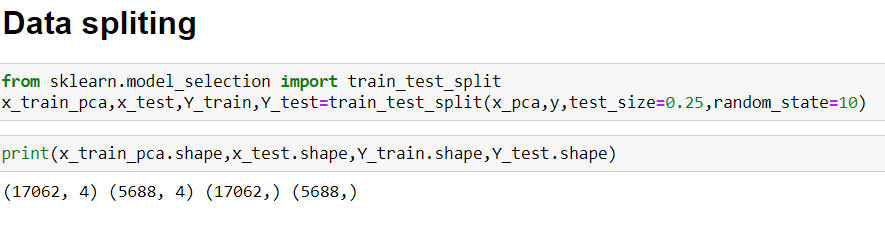 Data spliting
from sklearn.model_selection import train_test_split
x_train_pca,x_test,Y_train,Y_test=train_test_split(x_pca,y,test_size=0.25,random_state=10)
print(x_train_pca.shape,x_test.shape,Y_train.shape,Y_test.shape)
(17062, 4) (5688, 4) (17062,) (5688,)